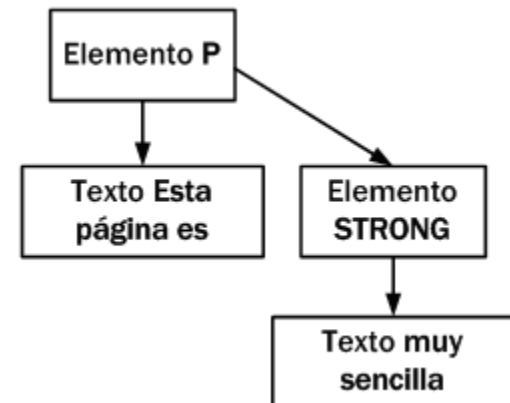 Elemento P
Texto Esta
página es
Elemento
STRONG
Texto muy
sencilla